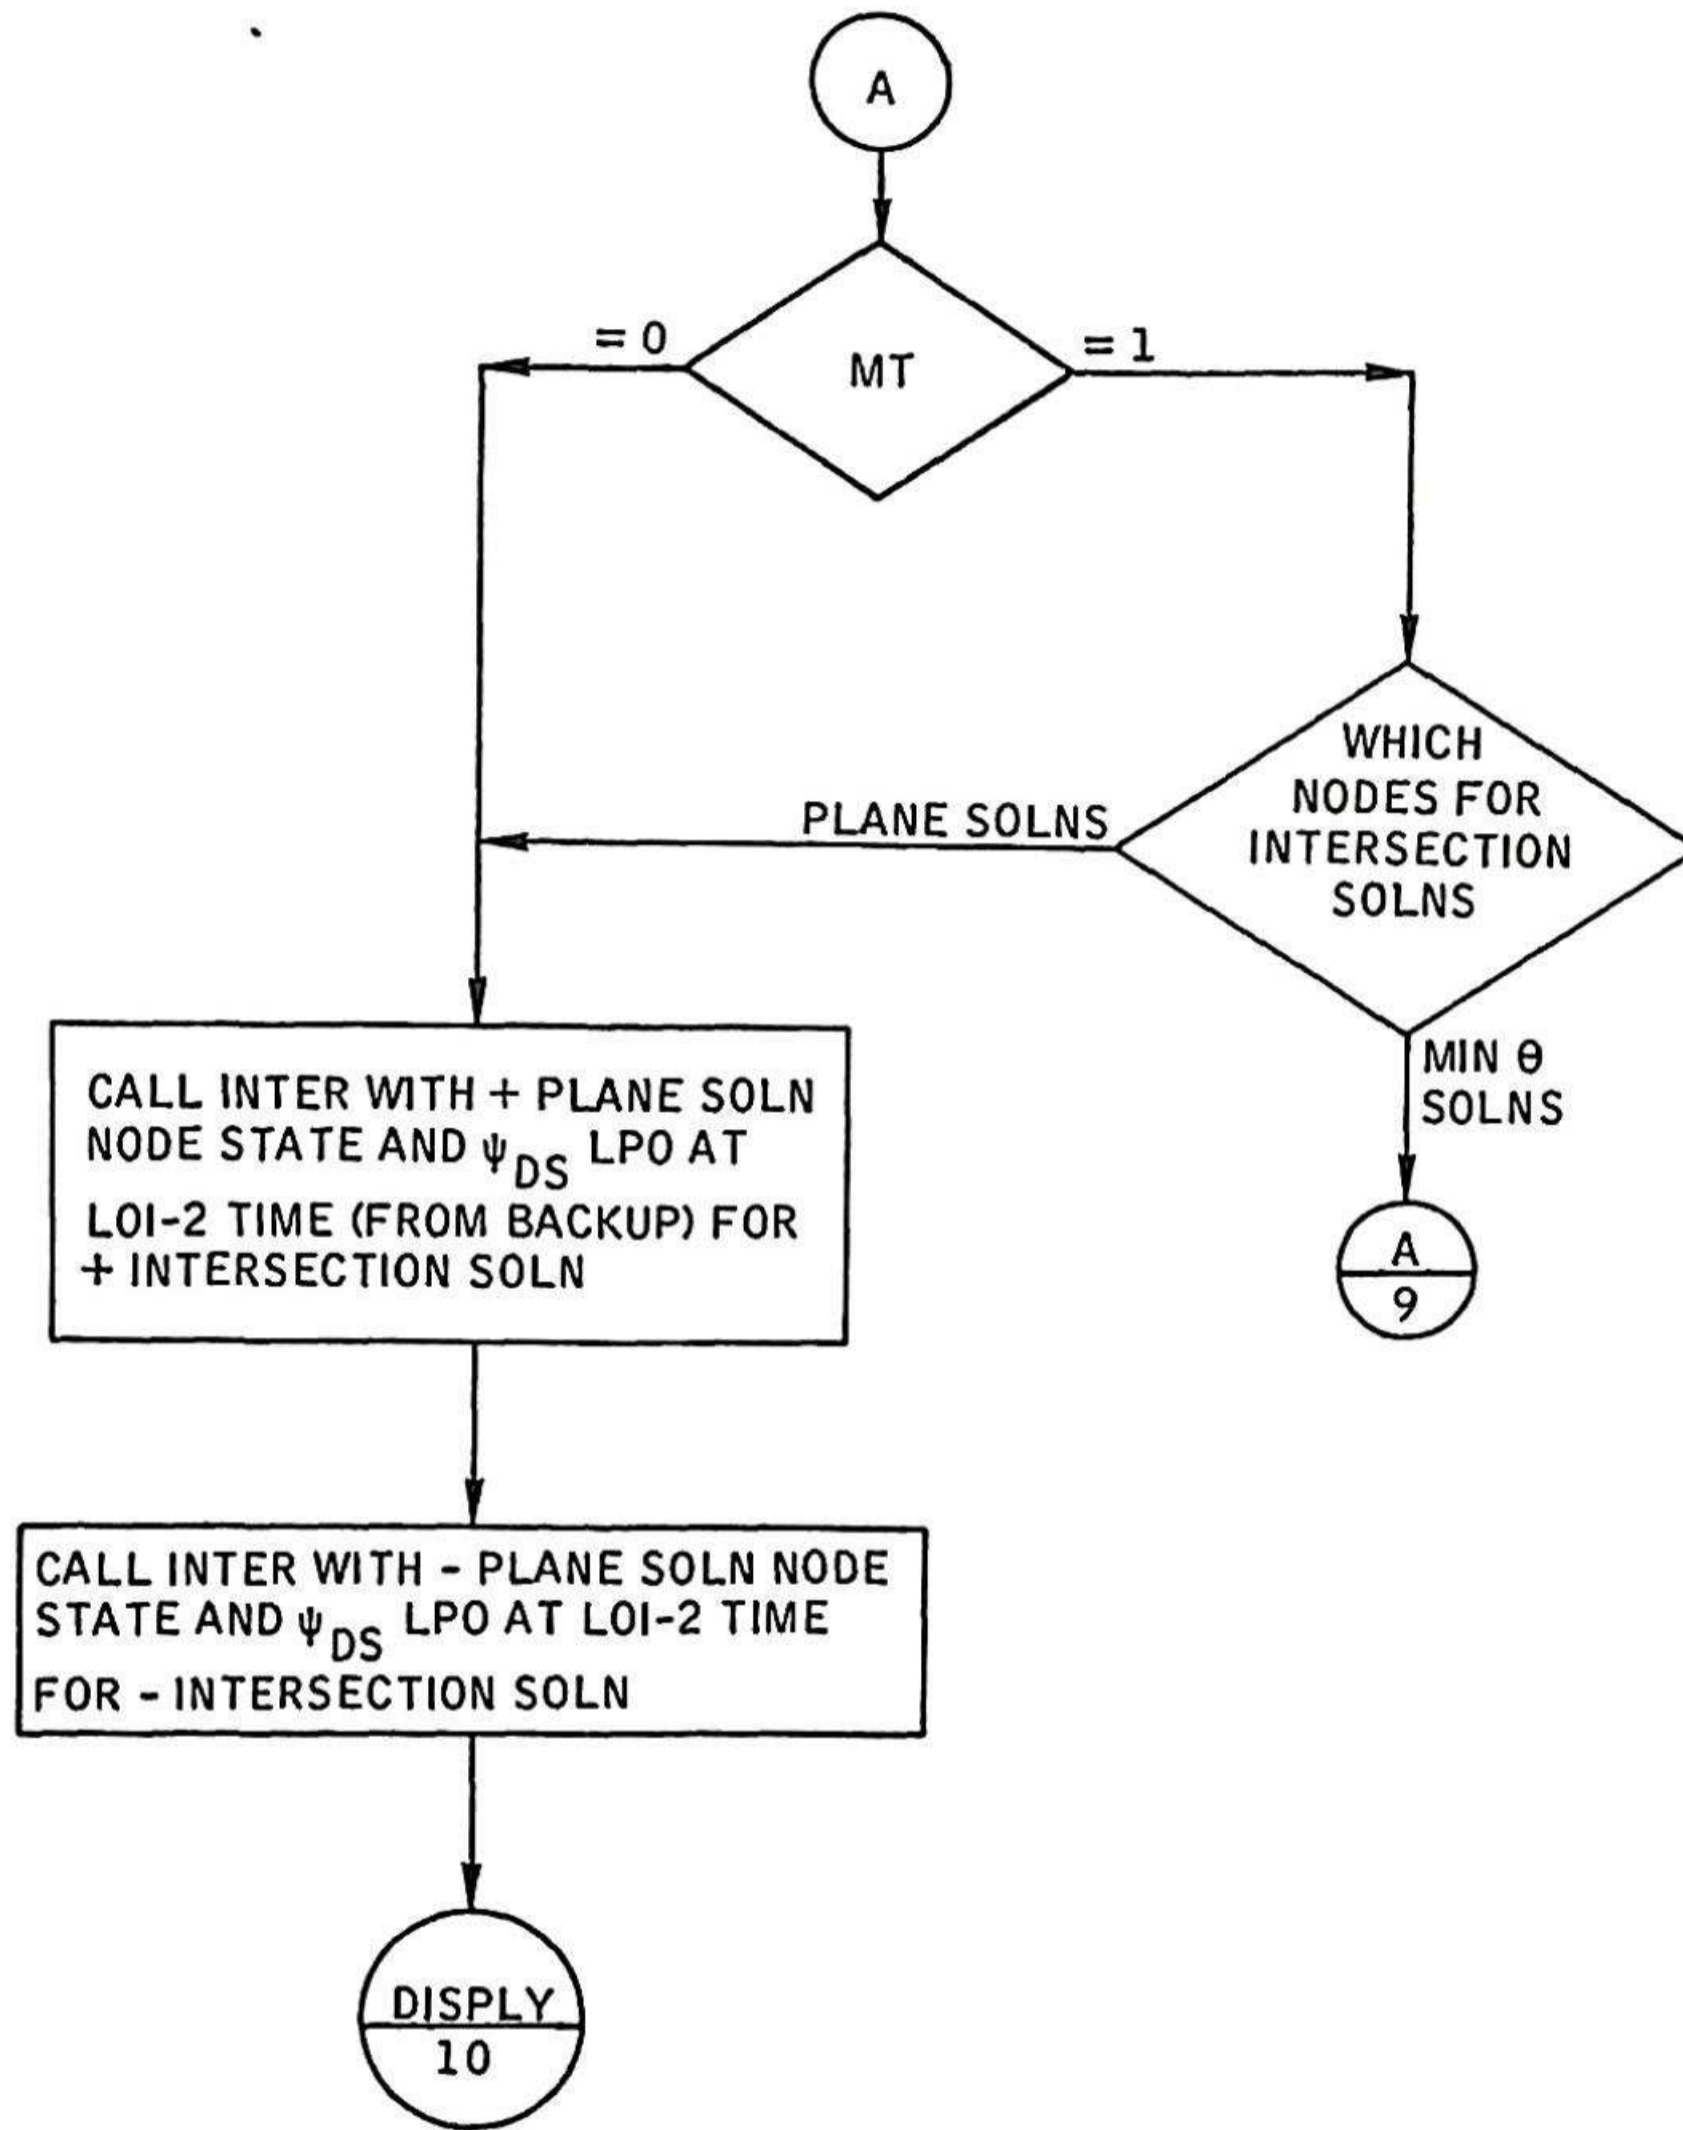 A
= 0
MT
= 1
WHICH
NODES FOR
INTERSECTION
SOLNS
PLANE SOLNS
MIN θ
SOLNS
A
9
CALL INTER WITH + PLANE SOLN
NODE STATE AND ψDS LPO AT
LOI-2 TIME (FROM BACKUP) FOR
+ INTERSECTION SOLN
CALL INTER WITH - PLANE SOLN NODE
STATE AND ψDS LPO AT LOI-2 TIME
FOR - INTERSECTION SOLN
DISPLY
10